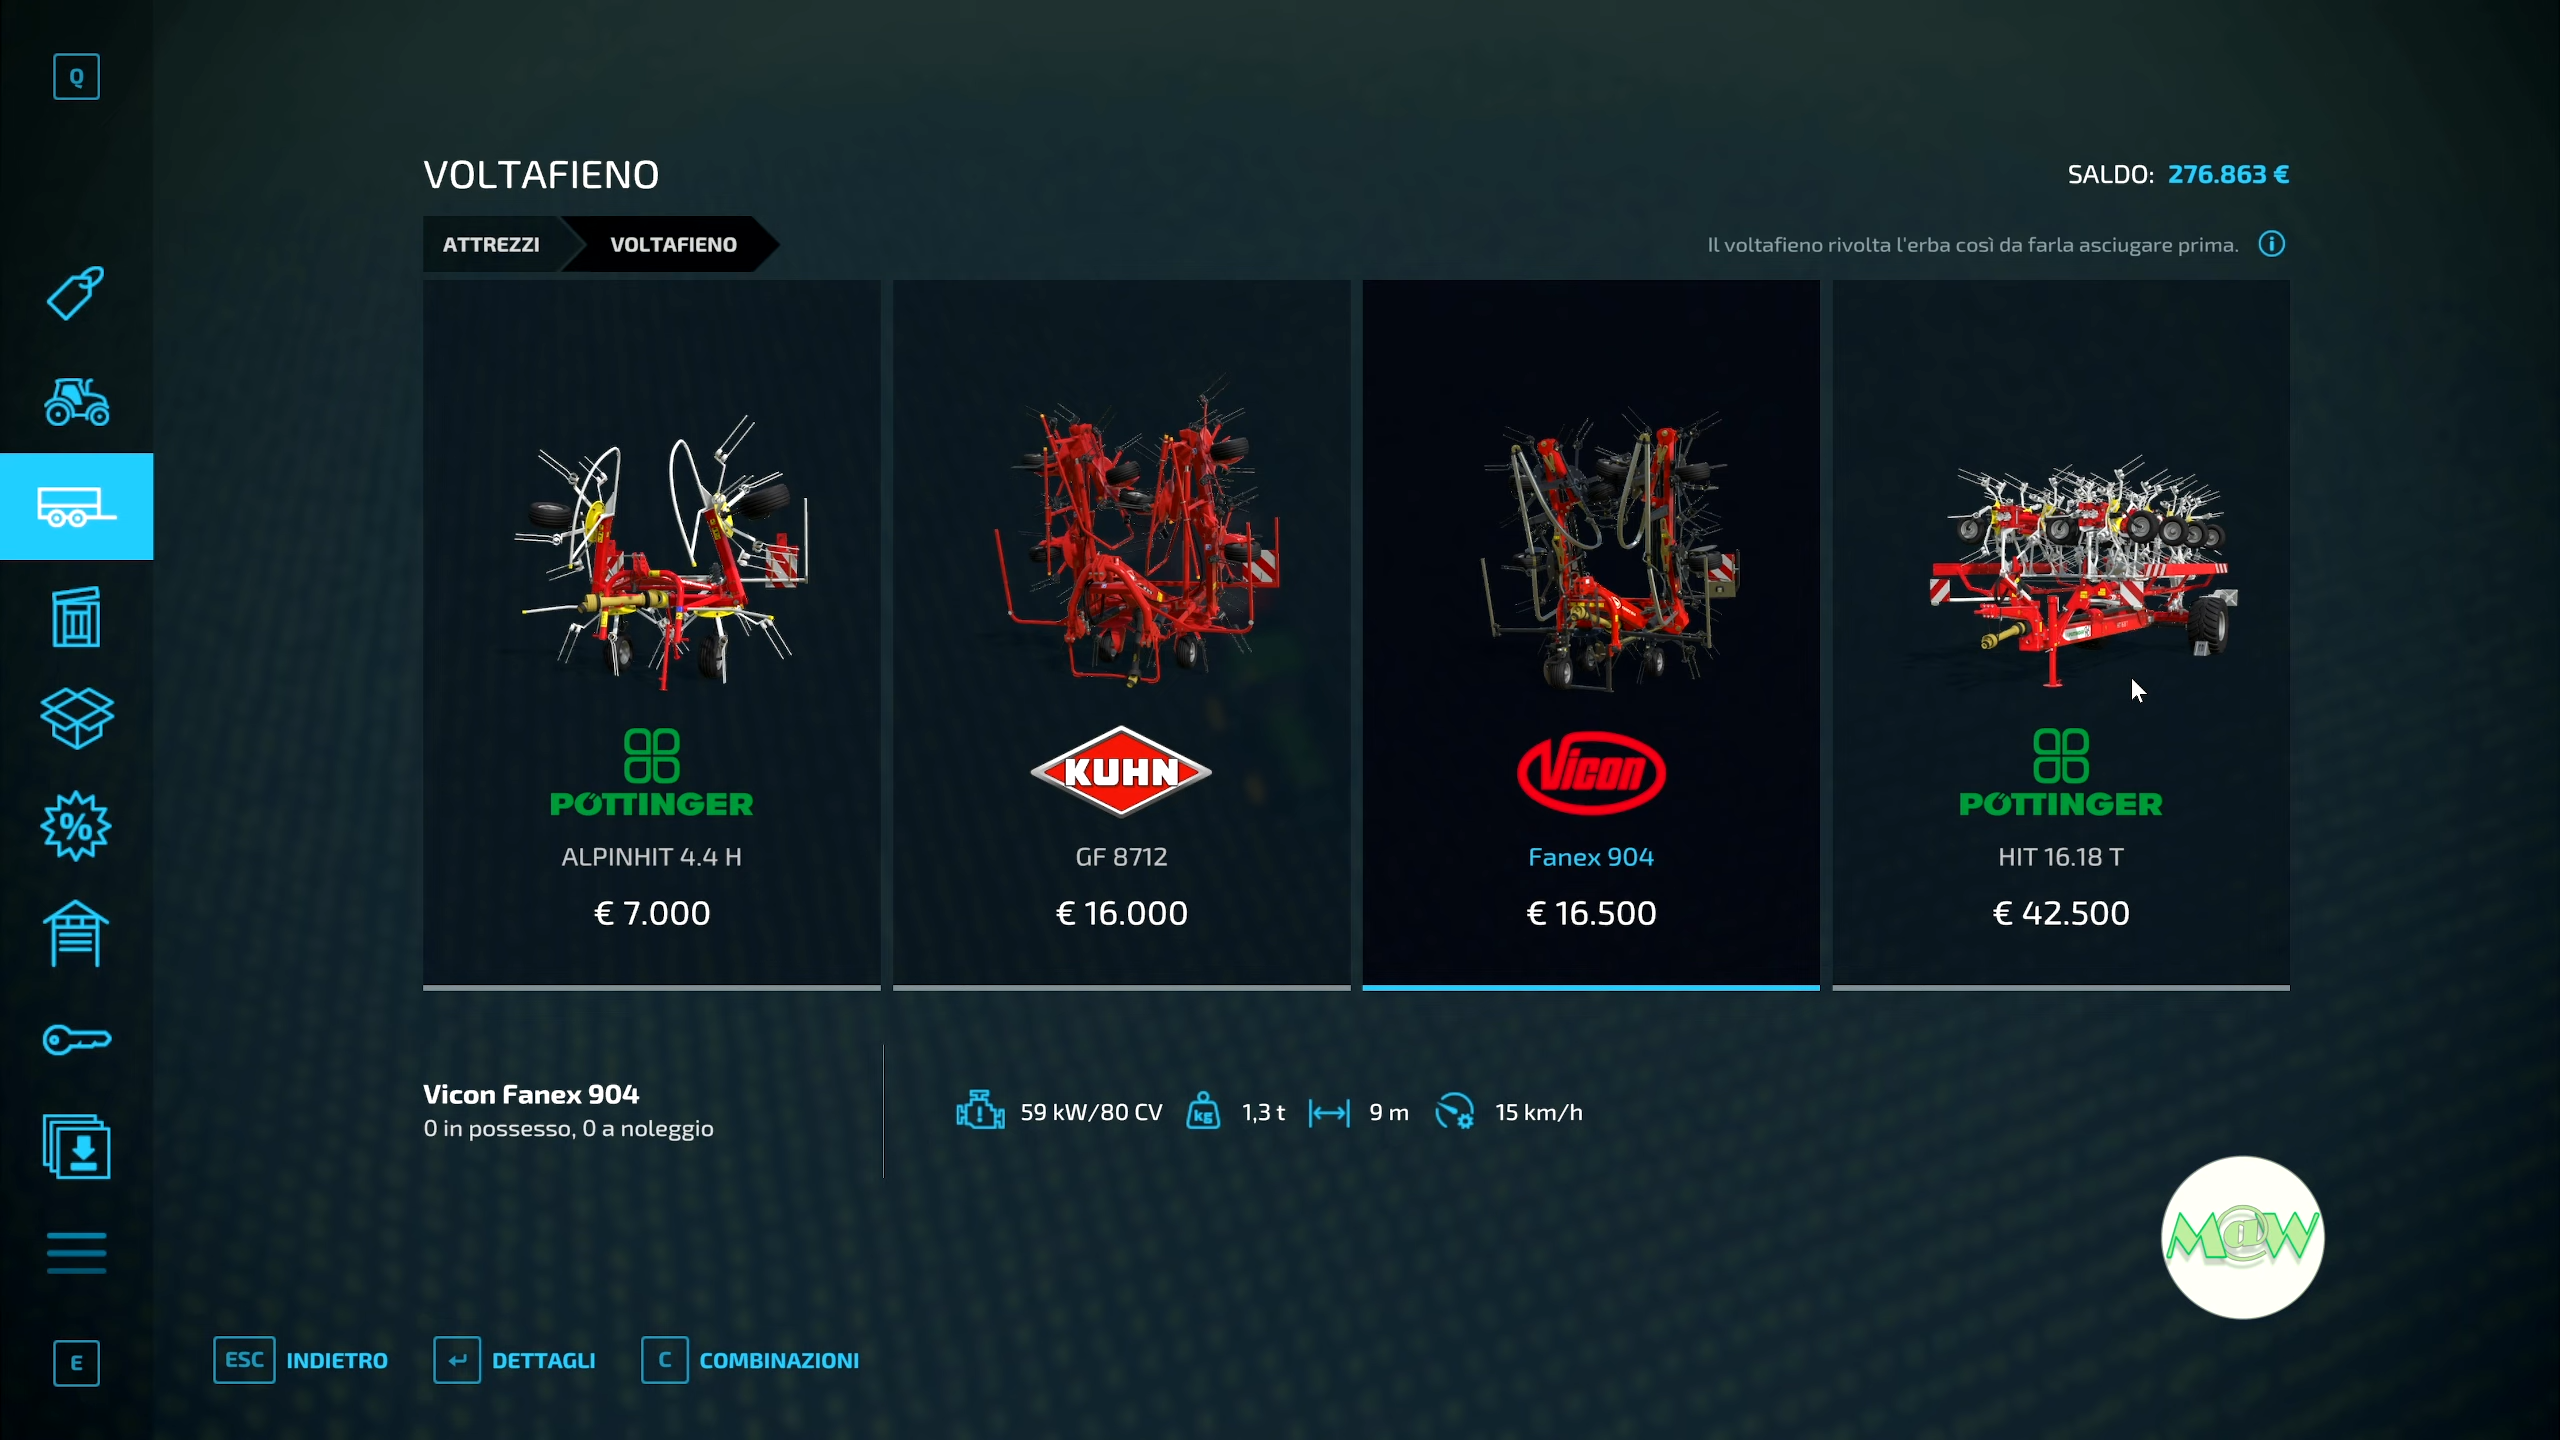 Q
VOLTAFIENO
SALDO: 276.863 €
ATTREZZI
VOLTAFIENO
Il voltafieno rivolta l'erba così da farla asciugare prima.
PÖTTINGER
ALPINHIT 4.4 H
€ 7.000
KUHN
GF 8712
€ 16.000
Vicon
Fanex 904
€ 16.500
PÖTTINGER
HIT 16.18 T
€ 42.500
Vicon Fanex 904
0 in possesso, 0 a noleggio
59 kW/80 CV
kg
1,3 t
9 m
15 km/h
M@W
E
ESC INDIETRO
DETTAGLI
C COMBINAZIONI